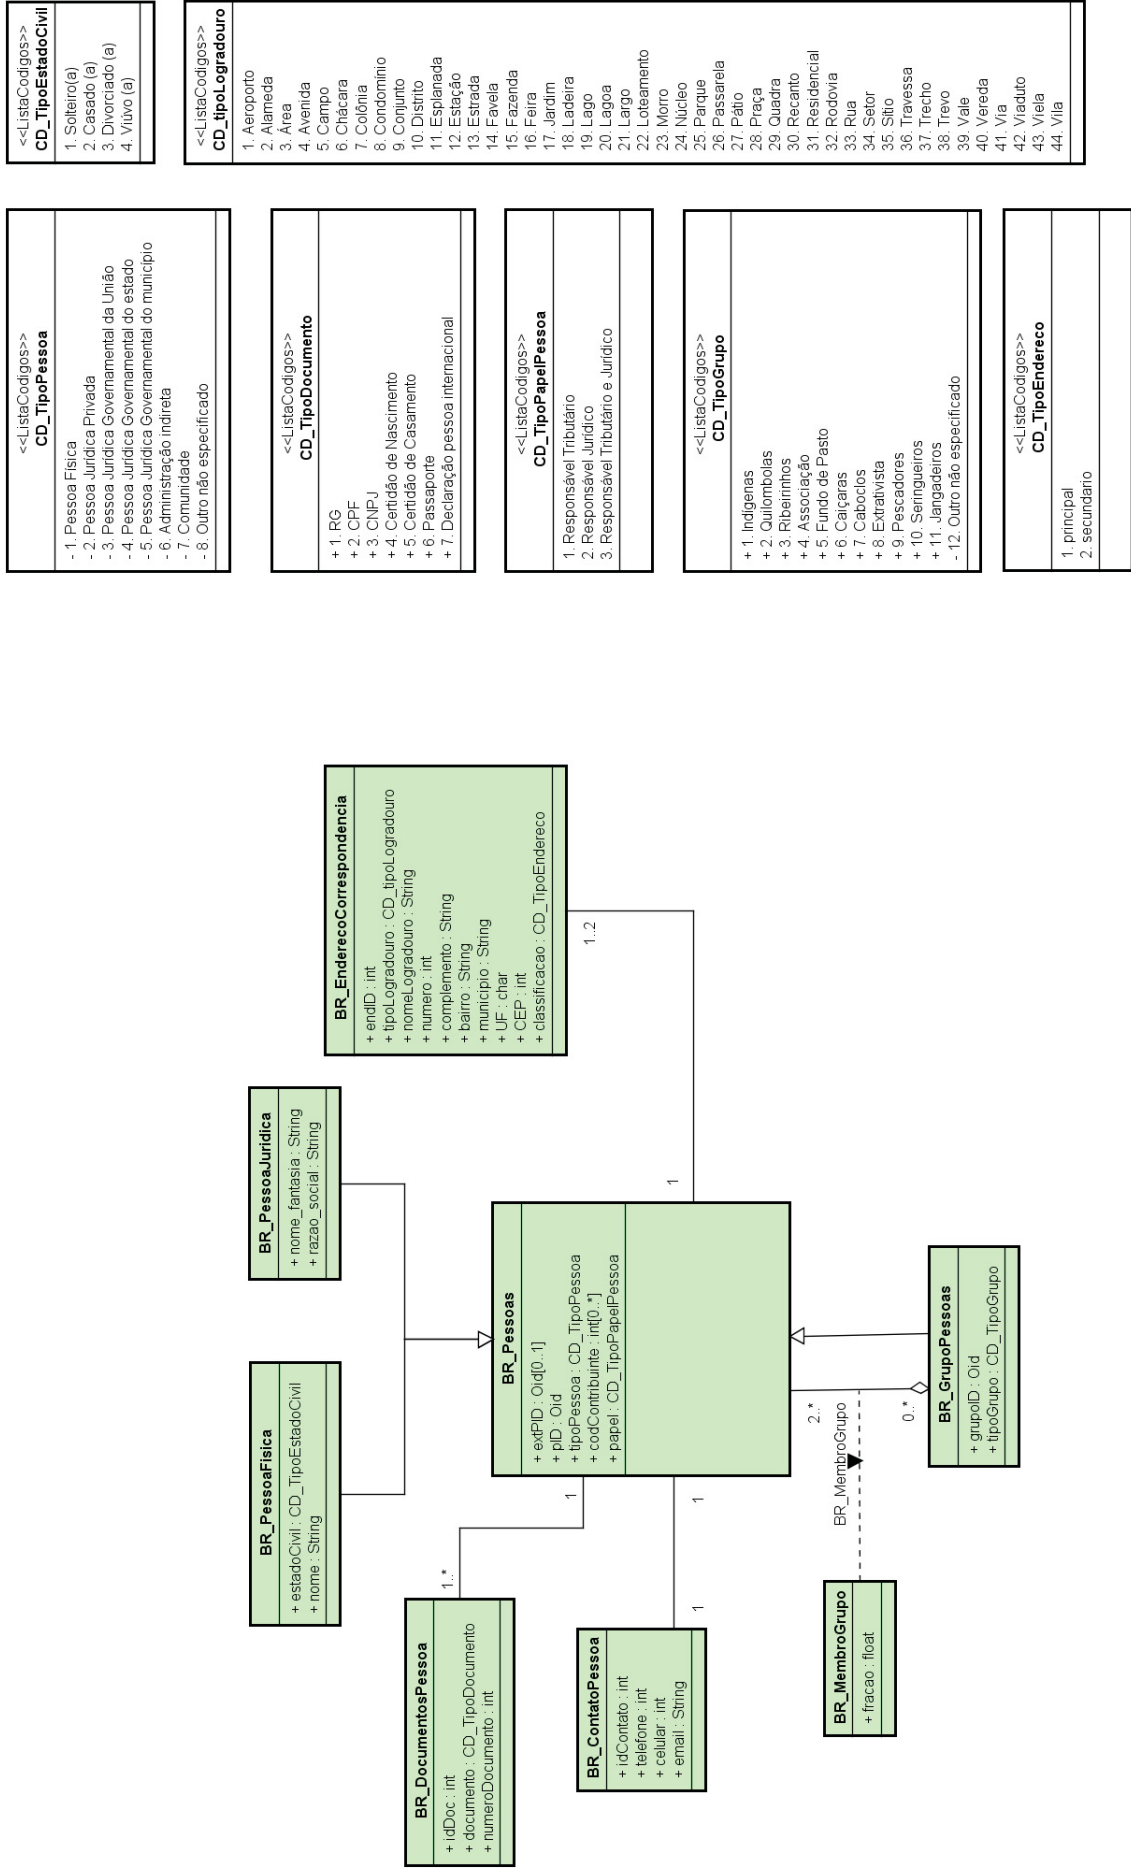 BR_PessoaFisica
+ estadoCivil : CD_TipoEstadoCivil
+ nome : String
BR_PessoaJuridica
+ nome_fantasia : String
+ razao_social : String
BR_EnderecoCorrespondencia
+ endID : int
+ tipoLogradouro : CD_tipoLogradouro
+ nomeLogradouro : String
+ numero : int
+ complemento : String
+ bairro : String
+ municipio : String
+ UF : char
+ CEP : int
+ classificacao : CD_TipoEndereco
1..2
1
BR_DocumentosPessoa
+ idDoc : int
+ documento : CD_TipoDocumento
+ numeroDocumento : int
1..*
1
BR_Pessoas
+ extPID : Oid[0..1]
+ pID : Oid
+ tipoPessoa : CD_TipoPessoa
+ codContribuinte : int[0..*]
+ papel : CD_TipoPapelPessoa
BR_ContatoPessoa
+ idContato : int
+ telefone : int
+ celular : int
+ email : String
1
1
2..*
BR_MembroGrupo
0..*
BR_MembroGrupo
+ fracao : float
BR_GrupoPessoas
+ grupoID : Oid
+ tipoGrupo : CD_TipoGrupo
<<ListaCodigos>>
CD_TipoPessoa
- 1. Pessoa Física
- 2. Pessoa Jurídica Privada
- 3. Pessoa Jurídica Governamental da União
- 4. Pessoa Jurídica Governamental do estado
- 5. Pessoa Jurídica Governamental do município
- 6. Administração indireta
- 7. Comunidade
- 8. Outro não especificado
<<ListaCodigos>>
CD_TipoDocumento
+ 1. RG
+ 2. CPF
+ 3. CNPJ
+ 4. Certidão de Nascimento
+ 5. Certidão de Casamento
+ 6. Passaporte
+ 7. Declaração pessoa internacional
<<ListaCodigos>>
CD_TipoPapelPessoa
1. Responsável Tributário
2. Responsável Jurídico
3. Responsável Tributário e Jurídico
<<ListaCodigos>>
CD_TipoGrupo
+ 1. Indígenas
+ 2. Quilombolas
+ 3. Ribeirinhos
+ 4. Associação
+ 5. Fundo de Pasto
+ 6. Caiçaras
+ 7. Caboclos
+ 8. Extrativista
+ 9. Pescadores
+ 10. Seringueiros
+ 11. Jangadeiros
- 12. Outro não especificado
<<ListaCodigos>>
CD_TipoEndereco
1. principal
2. secundario
<<ListaCodigos>>
CD_TipoEstadoCivil
1. Solteiro(a)
2. Casado (a)
3. Divorciado (a)
4. Viúvo (a)
<<ListaCodigos>>
CD_tipoLogradouro
1. Aeroporto
2. Alameda
3. Área
4. Avenida
5. Campo
6. Chácara
7. Colônia
8. Condomínio
9. Conjunto
10. Distrito
11. Esplanada
12. Estação
13. Estrada
14. Favela
15. Fazenda
16. Feira
17. Jardim
18. Ladeira
19. Lago
20. Lagoa
21. Largo
22. Loteamento
23. Morro
24. Núcleo
25. Parque
26. Passarela
27. Pátio
28. Praça
29. Quadra
30. Recanto
31. Residencial
32. Rodovia
33. Rua
34. Setor
35. Sítio
36. Travessa
37. Trecho
38. Trevo
39. Vale
40. Vereda
41. Via
42. Viaduto
43. Viela
44. Vila